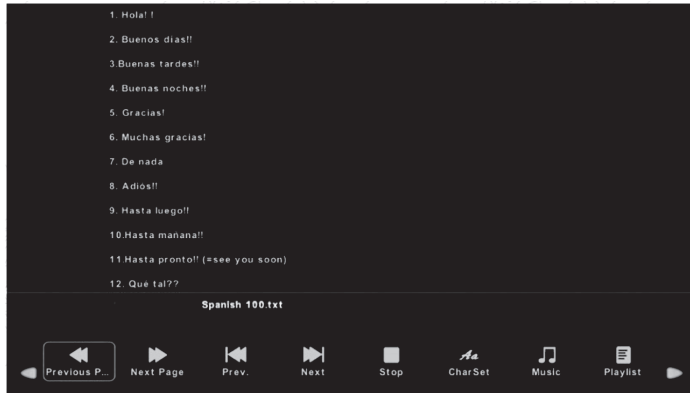 1. Hola! !
2. Buenos días!!
3.Buenas tardes!!
4. Buenas noches!!
5. Gracias!
6. Muchas gracias!
7. De nada
8. Adiós!!
9. Hasta luego!!
10.Hasta mañana!!
11.Hasta pronto!! (=see you soon)
12. Qué tal??
Spanish 100.txt
Previous P... Next Page Prev. Next Stop CharSet Music Playlist